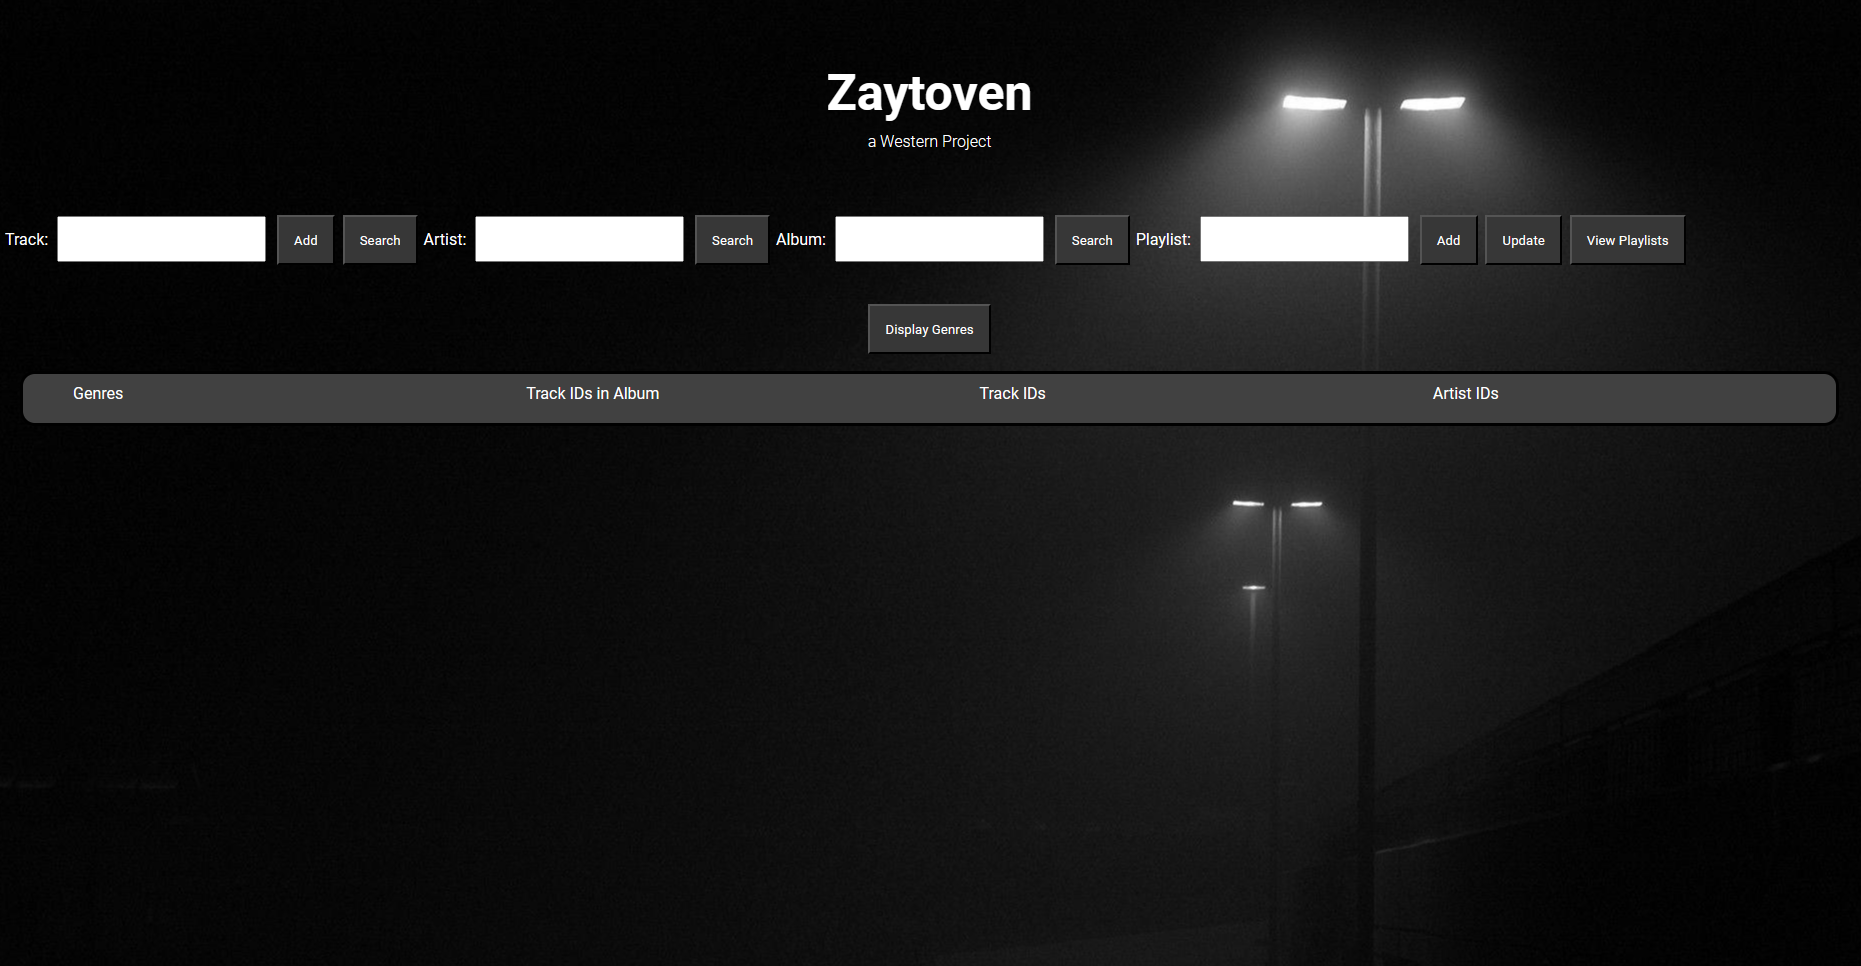 Zaytoven
a Western Project
Track: Add Search Artist: Search Album: Search Playlist: Add Update View Playlists
Display Genres
Genres Track IDs in Album Track IDs Artist IDs